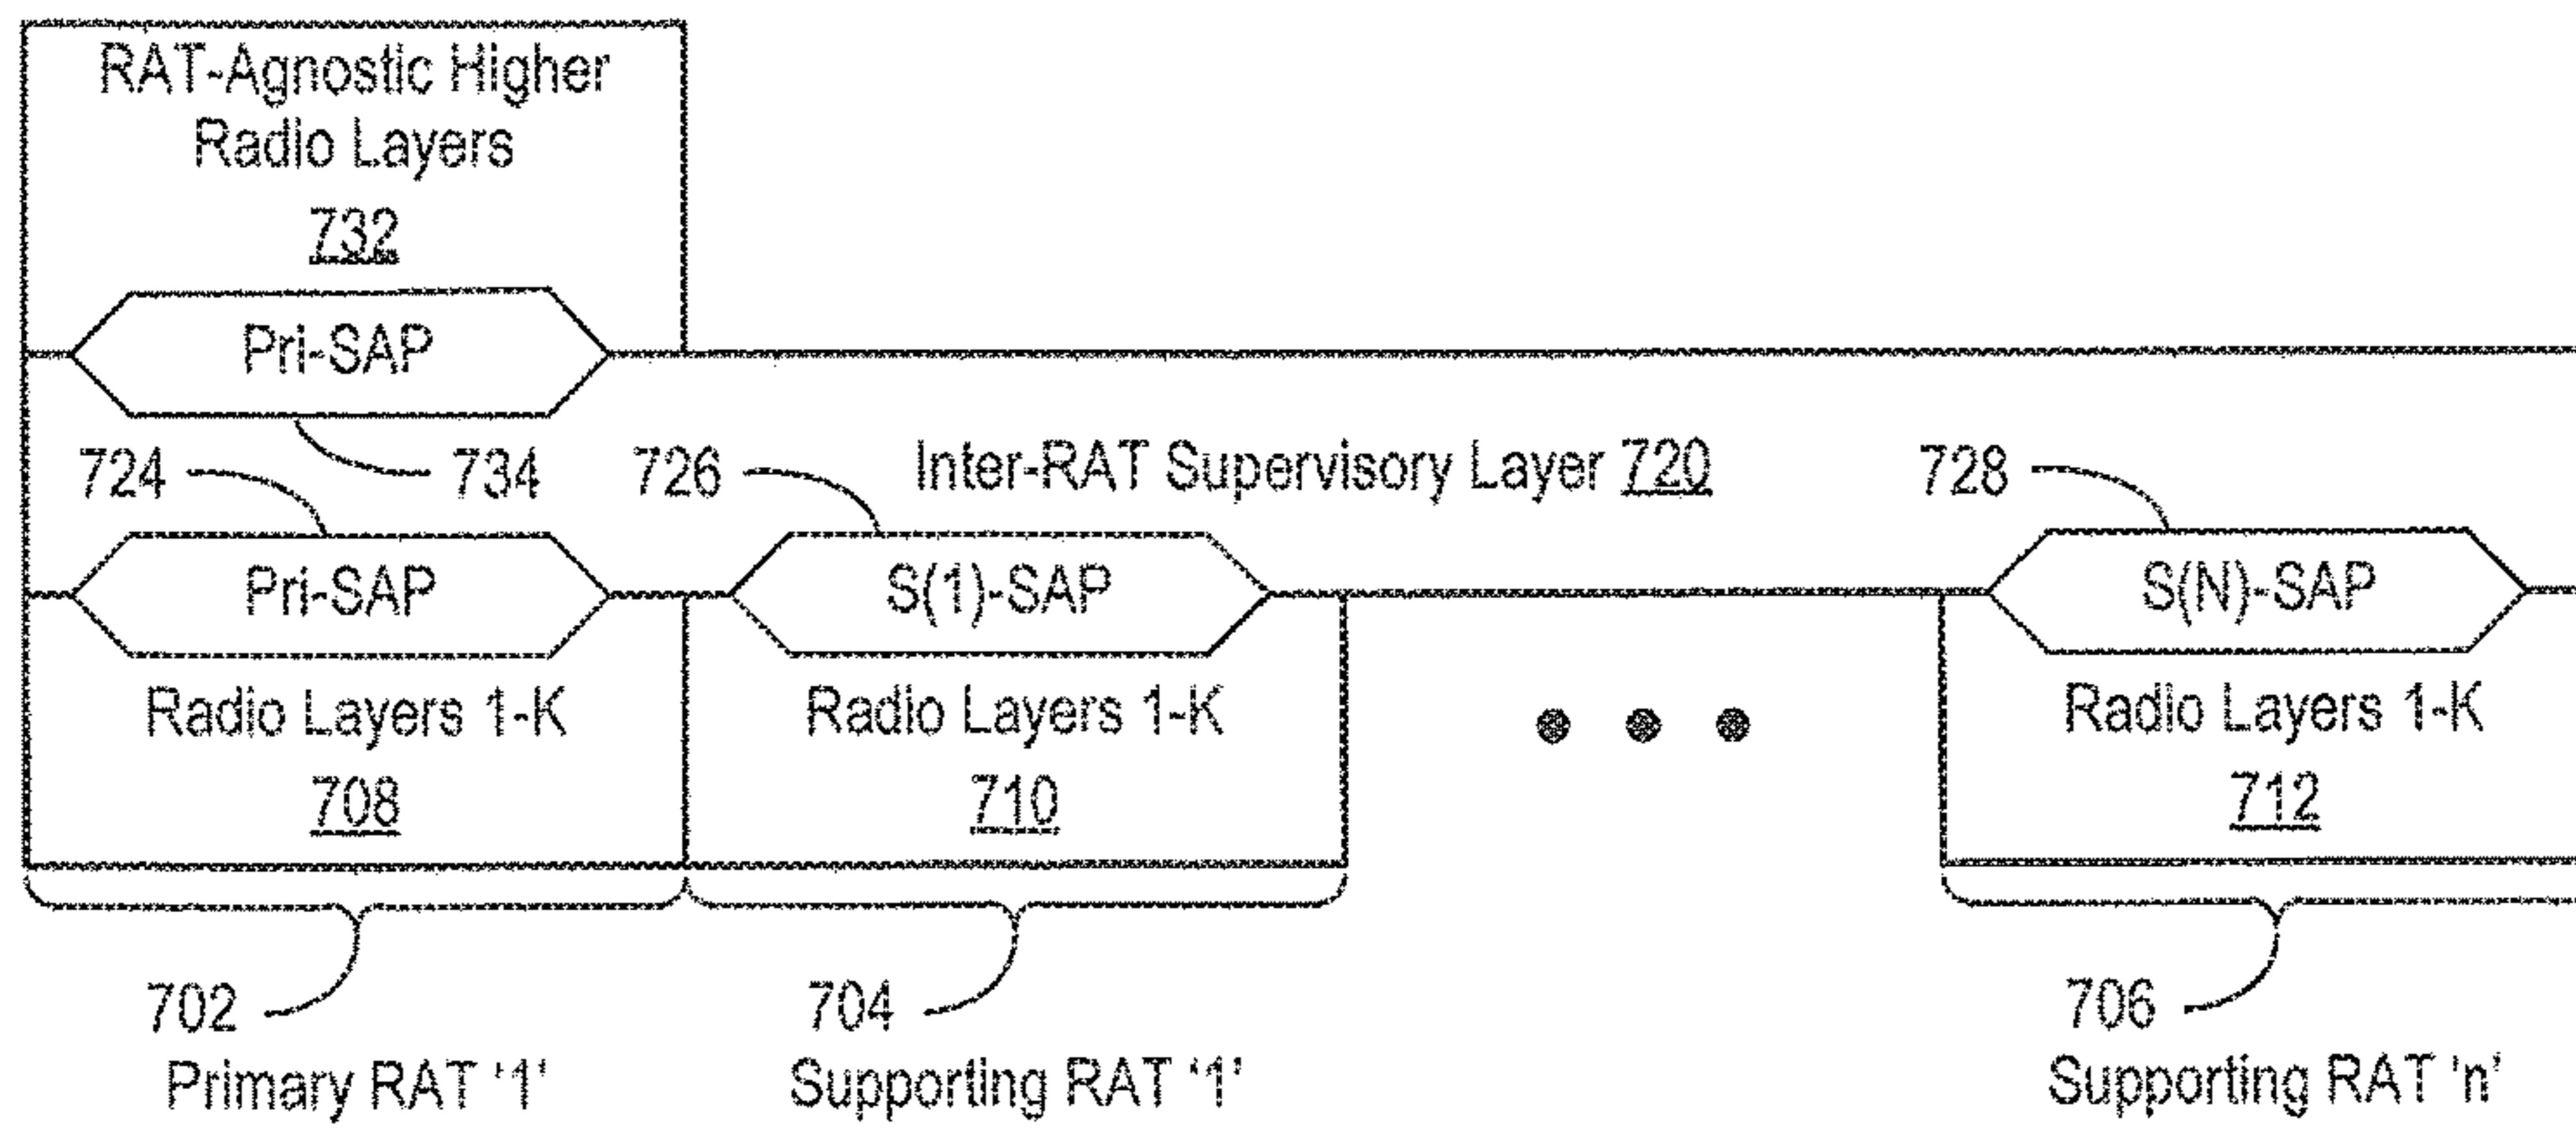 RAT-Agnostic Higher
Radio Layers
732
Pri-SAP
724
734
726
Inter-RAT Supervisory Layer 720
728
Pri-SAP
S(1)-SAP
S(N)-SAP
Radio Layers 1-K
Radio Layers 1-K
Radio Layers 1-K
708
710
712
702
704
706
Primary RAT '1'
Supporting RAT '1'
Supporting RAT 'n'